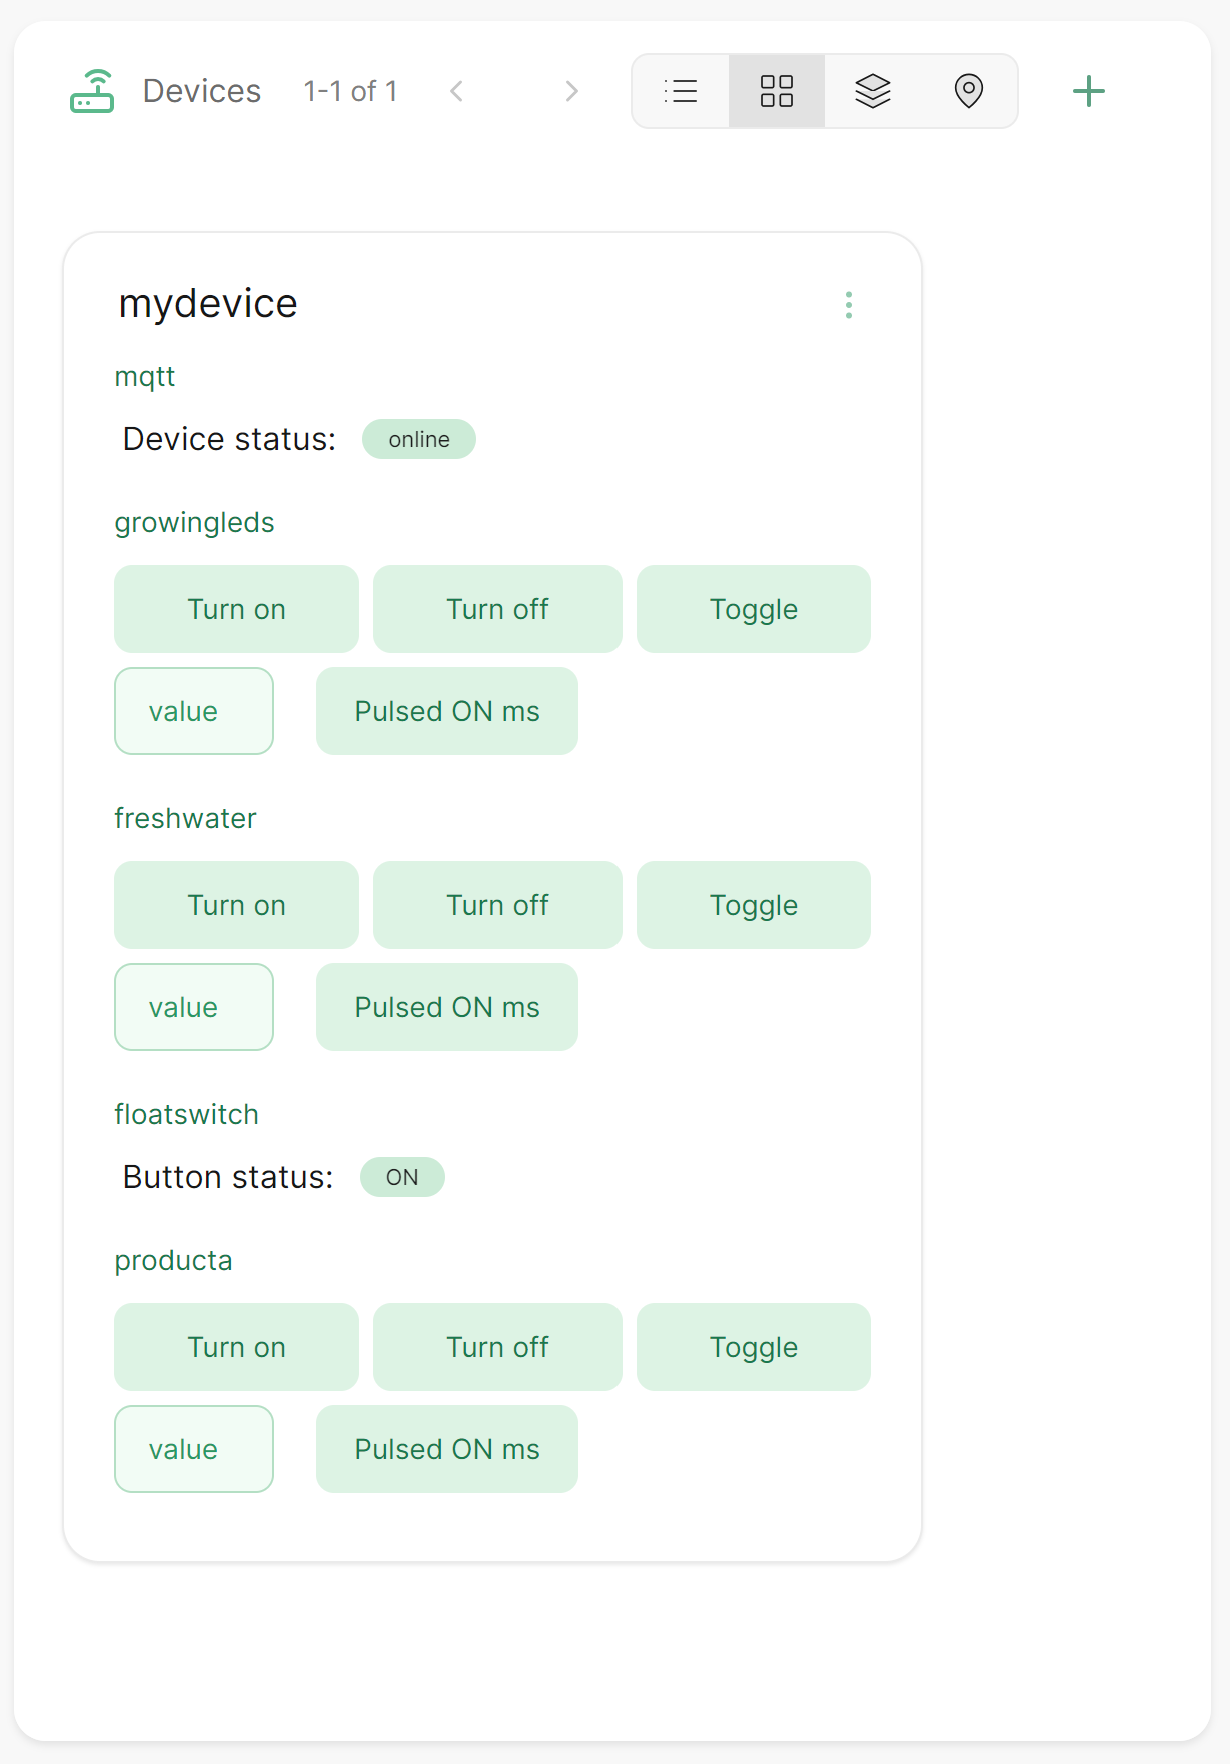 Devices 1-1 of 1
mydevice
mqtt
Device status: online
growingleds
Turn on Turn off Toggle
value Pulsed ON ms
freshwater
Turn on Turn off Toggle
value Pulsed ON ms
floatswitch
Button status: ON
producta
Turn on Turn off Toggle
value Pulsed ON ms